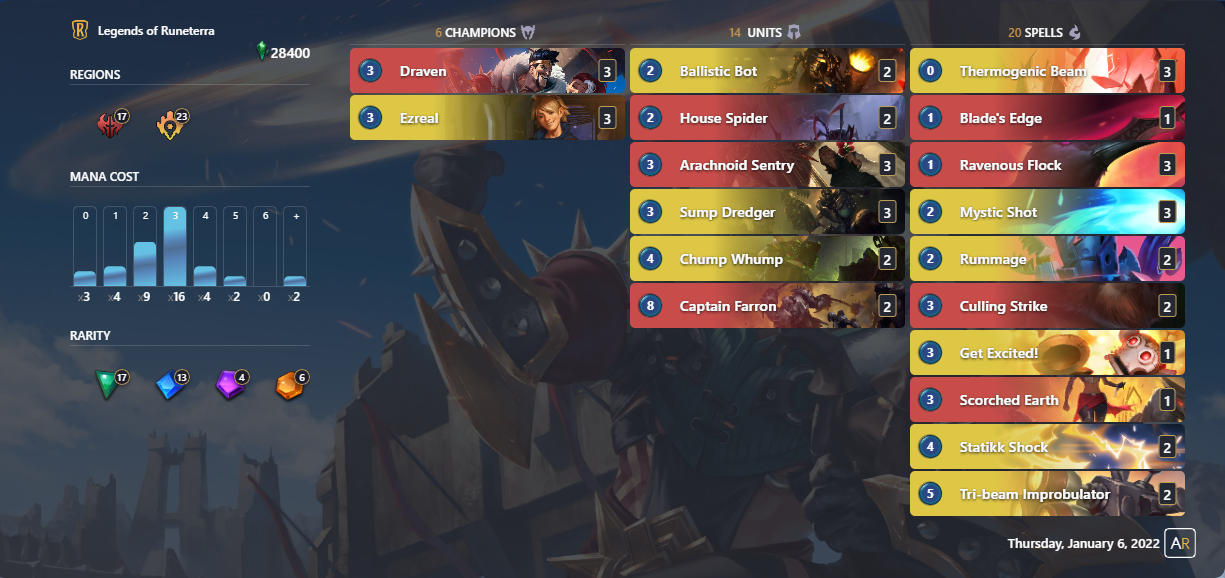 Legends of Runeterra
28400
REGIONS
17
23
MANA COST
0 1 2 3 4 5 6 +
x3 x4 x9 x16 x4 x2 x0 x2
RARITY
17 13 4 6
6 CHAMPIONS
3 Draven 3
3 Ezreal 3
14 UNITS
2 Ballistic Bot 2
2 House Spider 2
3 Arachnoid Sentry 3
3 Sump Dredger 3
4 Chump Whump 2
8 Captain Farron 2
20 SPELLS
0 Thermogenic Beam 3
1 Blade's Edge 1
1 Ravenous Flock 3
2 Mystic Shot 3
2 Rummage 2
3 Culling Strike 2
3 Get Excited! 1
3 Scorched Earth 1
4 Statikk Shock 2
5 Tri-beam Improbulator 2
Thursday, January 6, 2022 AR